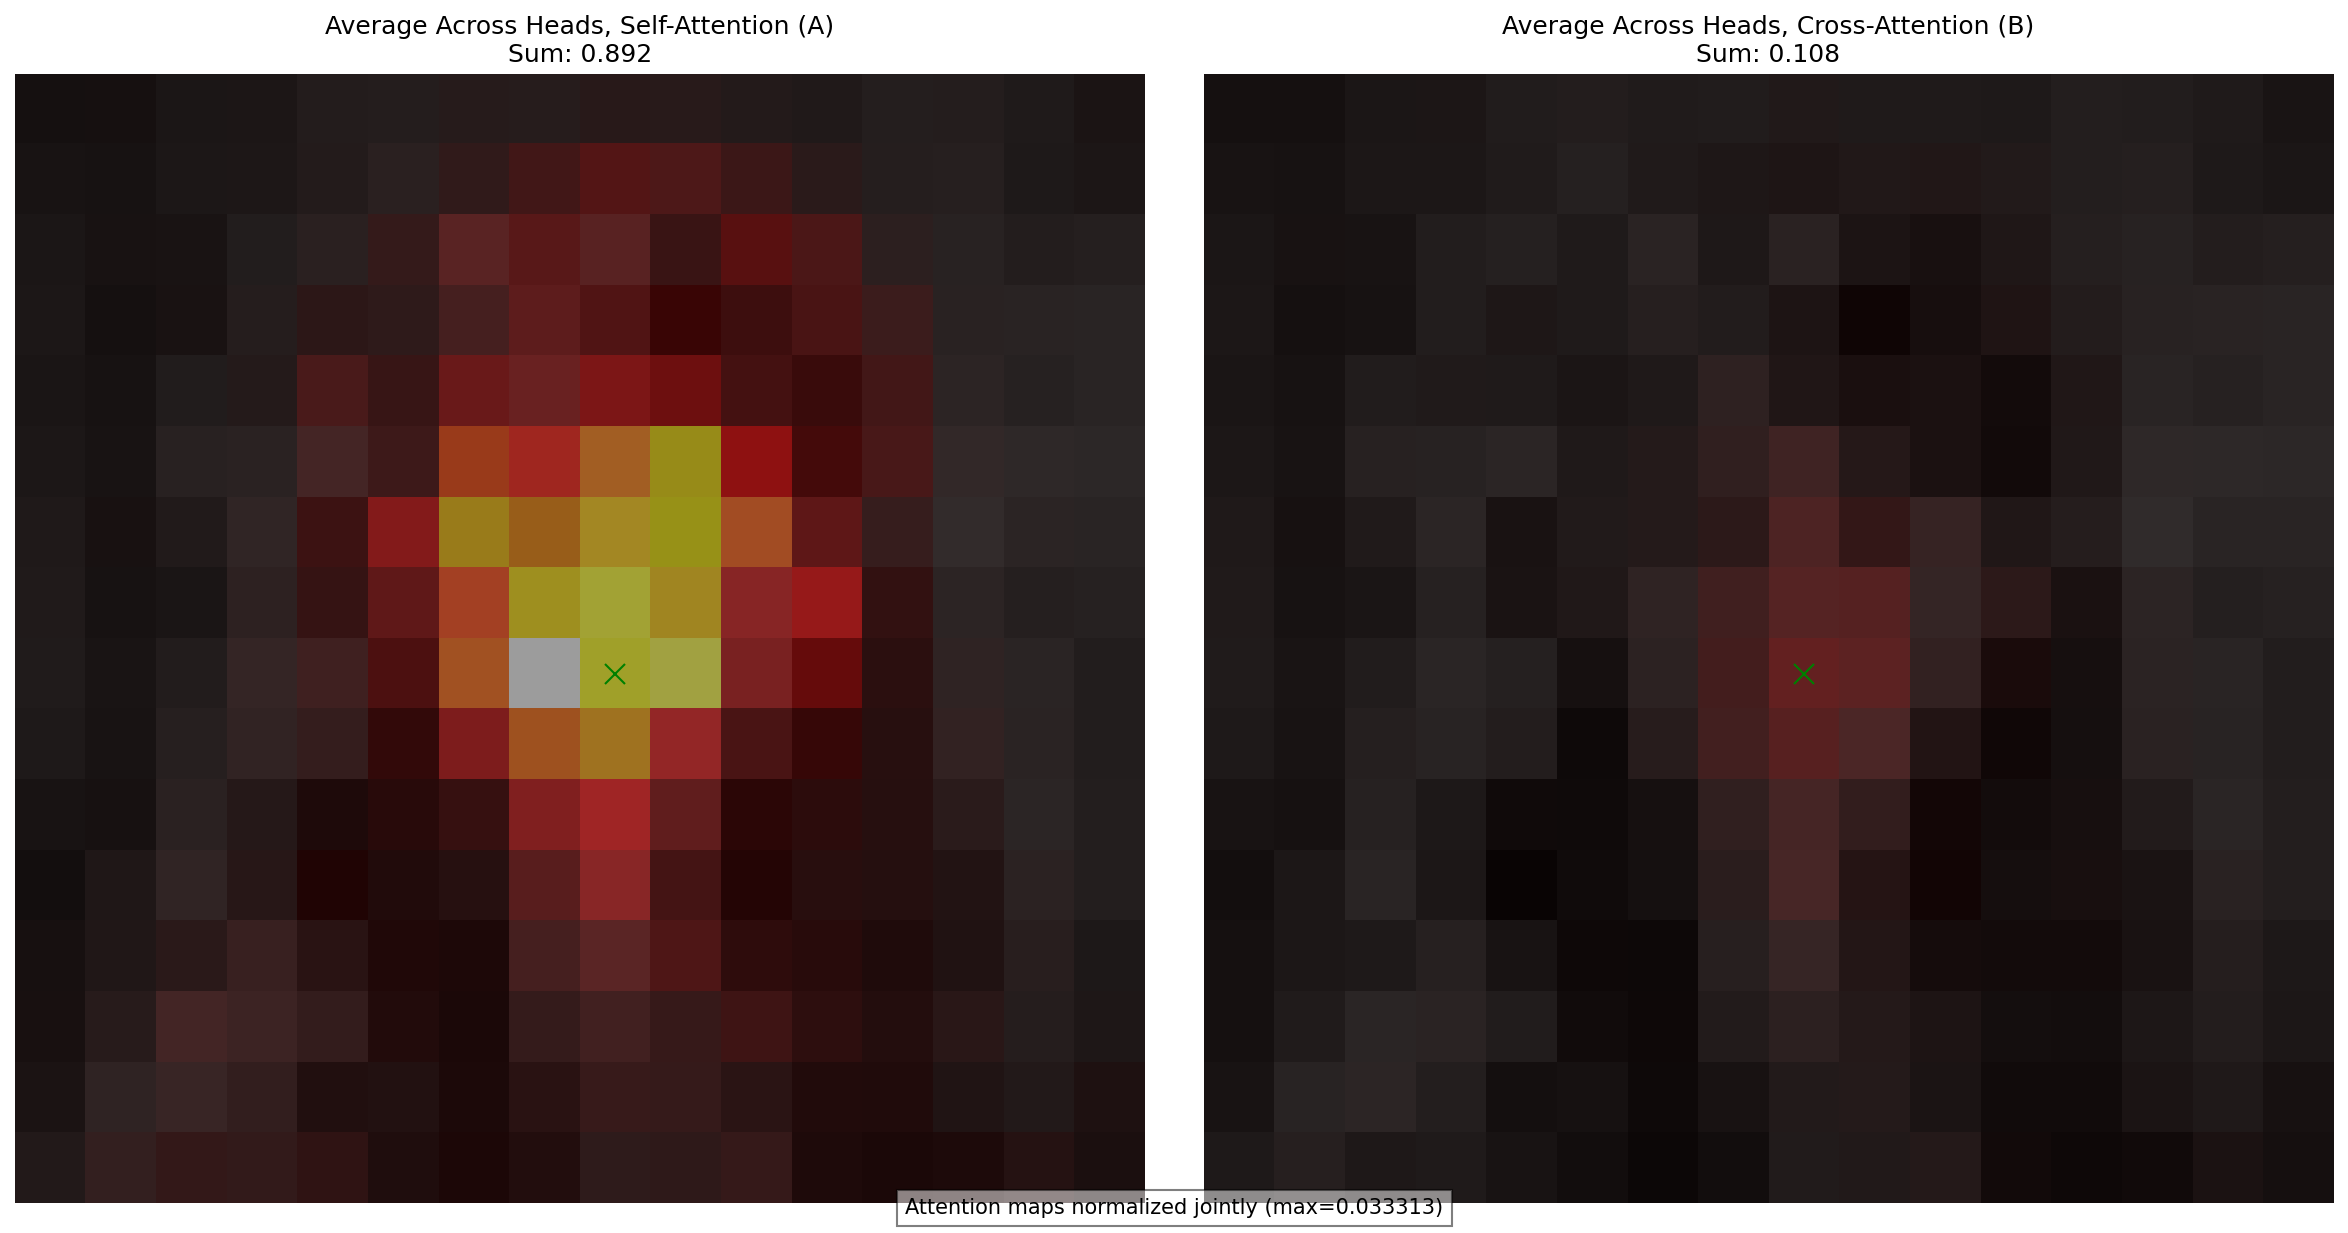 Average Across Heads, Self-Attention (A)
Sum: 0.892
Average Across Heads, Cross-Attention (B)
Sum: 0.108
Attention maps normalized jointly (max=0.033313)